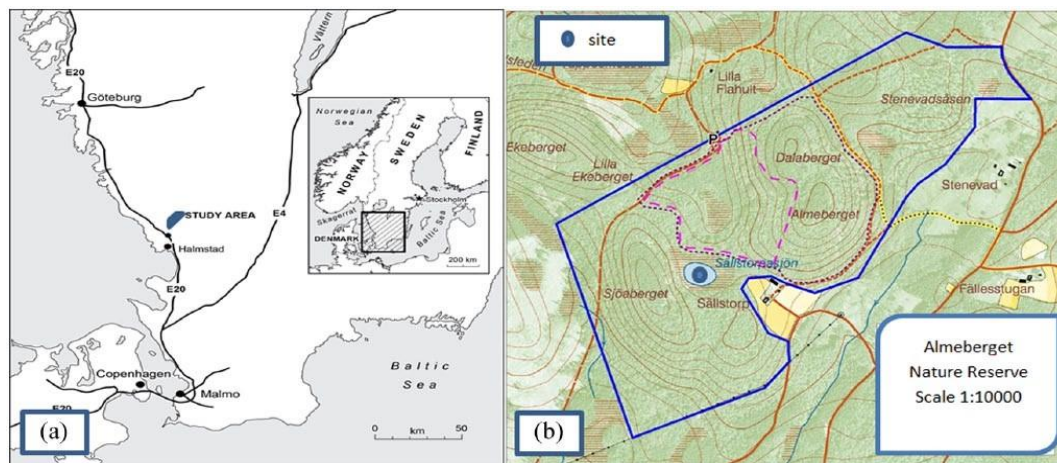 Vättern
E20
Göteburg
STUDY AREA
Halmstad
E4
E20
Copenhagen
Malmo
E20
Baltic
Sea
0 50
km
(a)
Norwegian
Sea
NORWAY
SWEDEN
FINLAND
Stockholm
Skagerrat
DENMARK
Baltic Sea
200 km
site
Lilla
Flahult
Stenevadsåsen
Ekeberget
P
Lilla
Ekeberget
Dalaberget
Stenevad
Almeberget
Sällstorpasjön
Sjöaberget
Sällstorp
Fällesstugan
Almeberget
Nature Reserve
Scale 1:10000
(b)